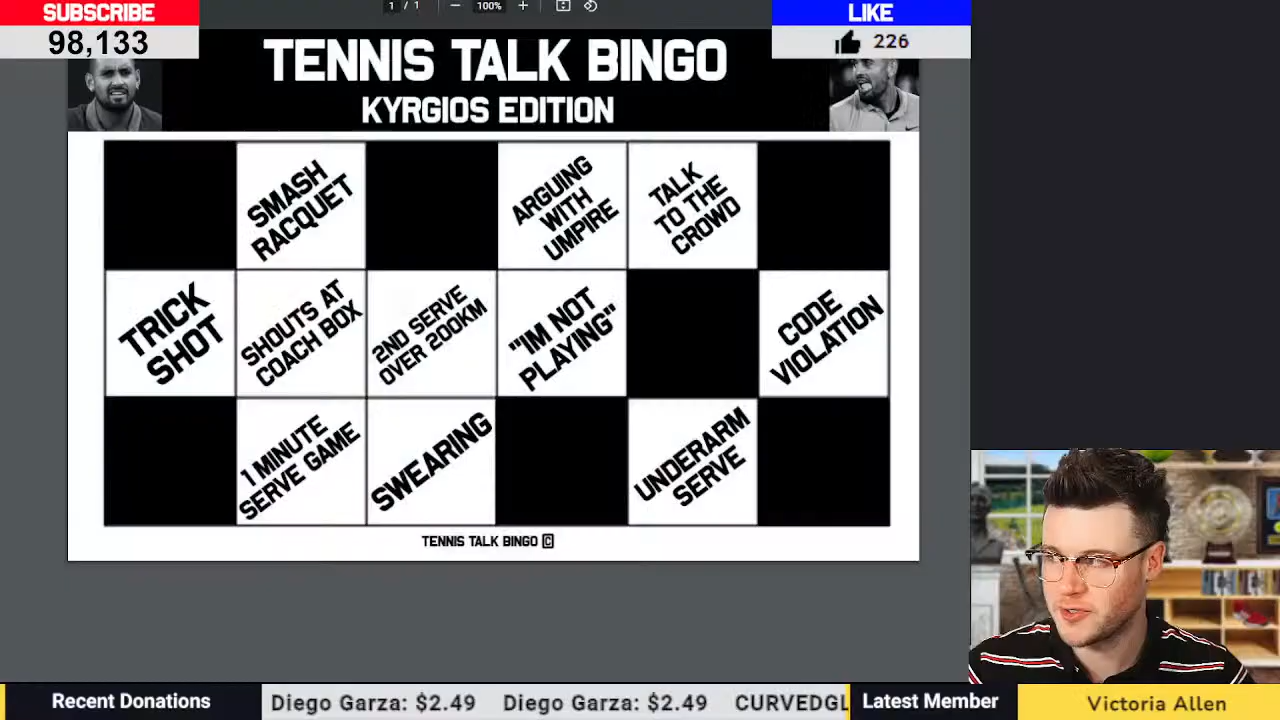 SUBSCRIBE
98,133
1 / 1
100%
LIKE
226
TENNIS TALK BINGO
KYRGIOS EDITION
SMASH
RACQUET
ARGUING
WITH
UMPIRE
TALK
TO THE
CROWD
TRICK
SHOT
SHOUTS AT
COACH BOX
2ND SERVE
OVER 200KM
"IM NOT
PLAYING"
CODE
VIOLATION
1 MINUTE
SERVE GAME
SWEARING
UNDERARM
SERVE
TENNIS TALK BINGO C
Recent Donations
Diego Garza: $2.49 Diego Garza: $2.49 CURVEDGL
Latest Member
Victoria Allen